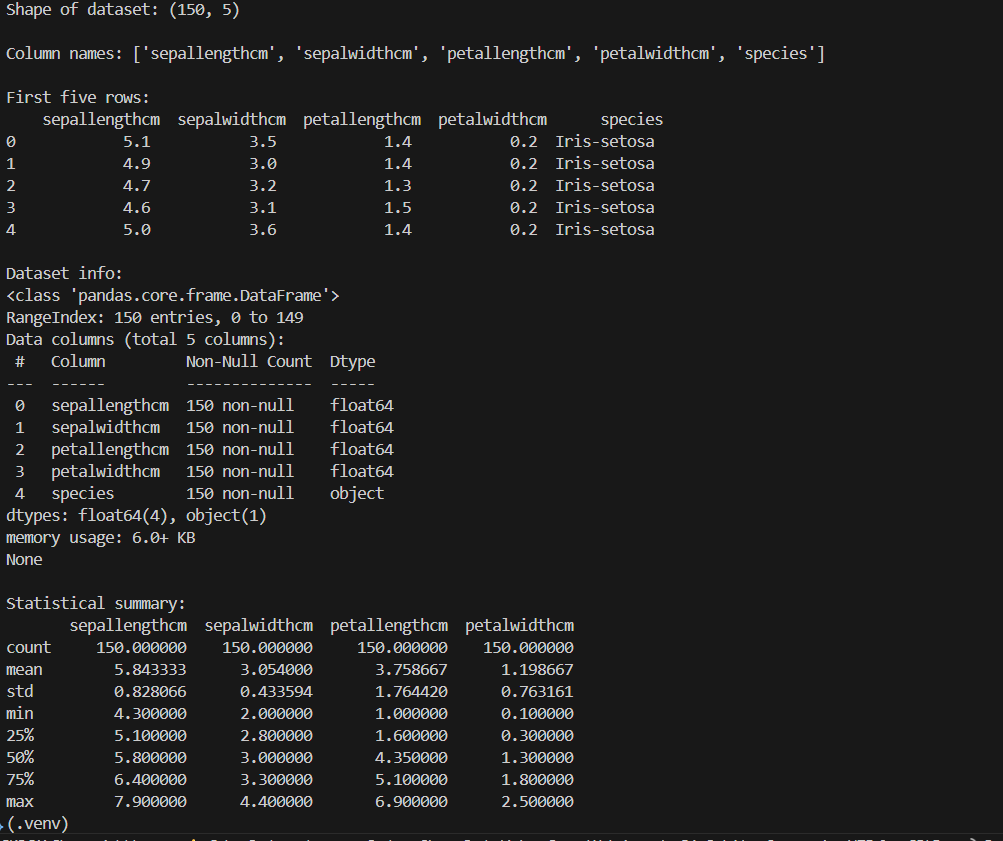 Shape of dataset: (150, 5)
Column names: ['sepallengthcm', 'sepalwidthcm', 'petallengthcm', 'petalwidthcm', 'species']
First five rows:
sepallengthcm sepalwidthcm petallengthcm petalwidthcm species
0 5.1 3.5 1.4 0.2 Iris-setosa
1 4.9 3.0 1.4 0.2 Iris-setosa
2 4.7 3.2 1.3 0.2 Iris-setosa
3 4.6 3.1 1.5 0.2 Iris-setosa
4 5.0 3.6 1.4 0.2 Iris-setosa
Dataset info:
<class 'pandas.core.frame.DataFrame'>
RangeIndex: 150 entries, 0 to 149
Data columns (total 5 columns):
# Column Non-Null Count Dtype
--- ------ -------------- -----
0 sepallengthcm 150 non-null float64
1 sepalwidthcm 150 non-null float64
2 petallengthcm 150 non-null float64
3 petalwidthcm 150 non-null float64
4 species 150 non-null object
dtypes: float64(4), object(1)
memory usage: 6.0+ KB
None
Statistical summary:
sepallengthcm sepalwidthcm petallengthcm petalwidthcm
count 150.000000 150.000000 150.000000 150.000000
mean 5.843333 3.054000 3.758667 1.198667
std 0.828066 0.433594 1.764420 0.763161
min 4.300000 2.000000 1.000000 0.100000
25% 5.100000 2.800000 1.600000 0.300000
50% 5.800000 3.000000 4.350000 1.300000
75% 6.400000 3.300000 5.100000 1.800000
max 7.900000 4.400000 6.900000 2.500000
(.venv)